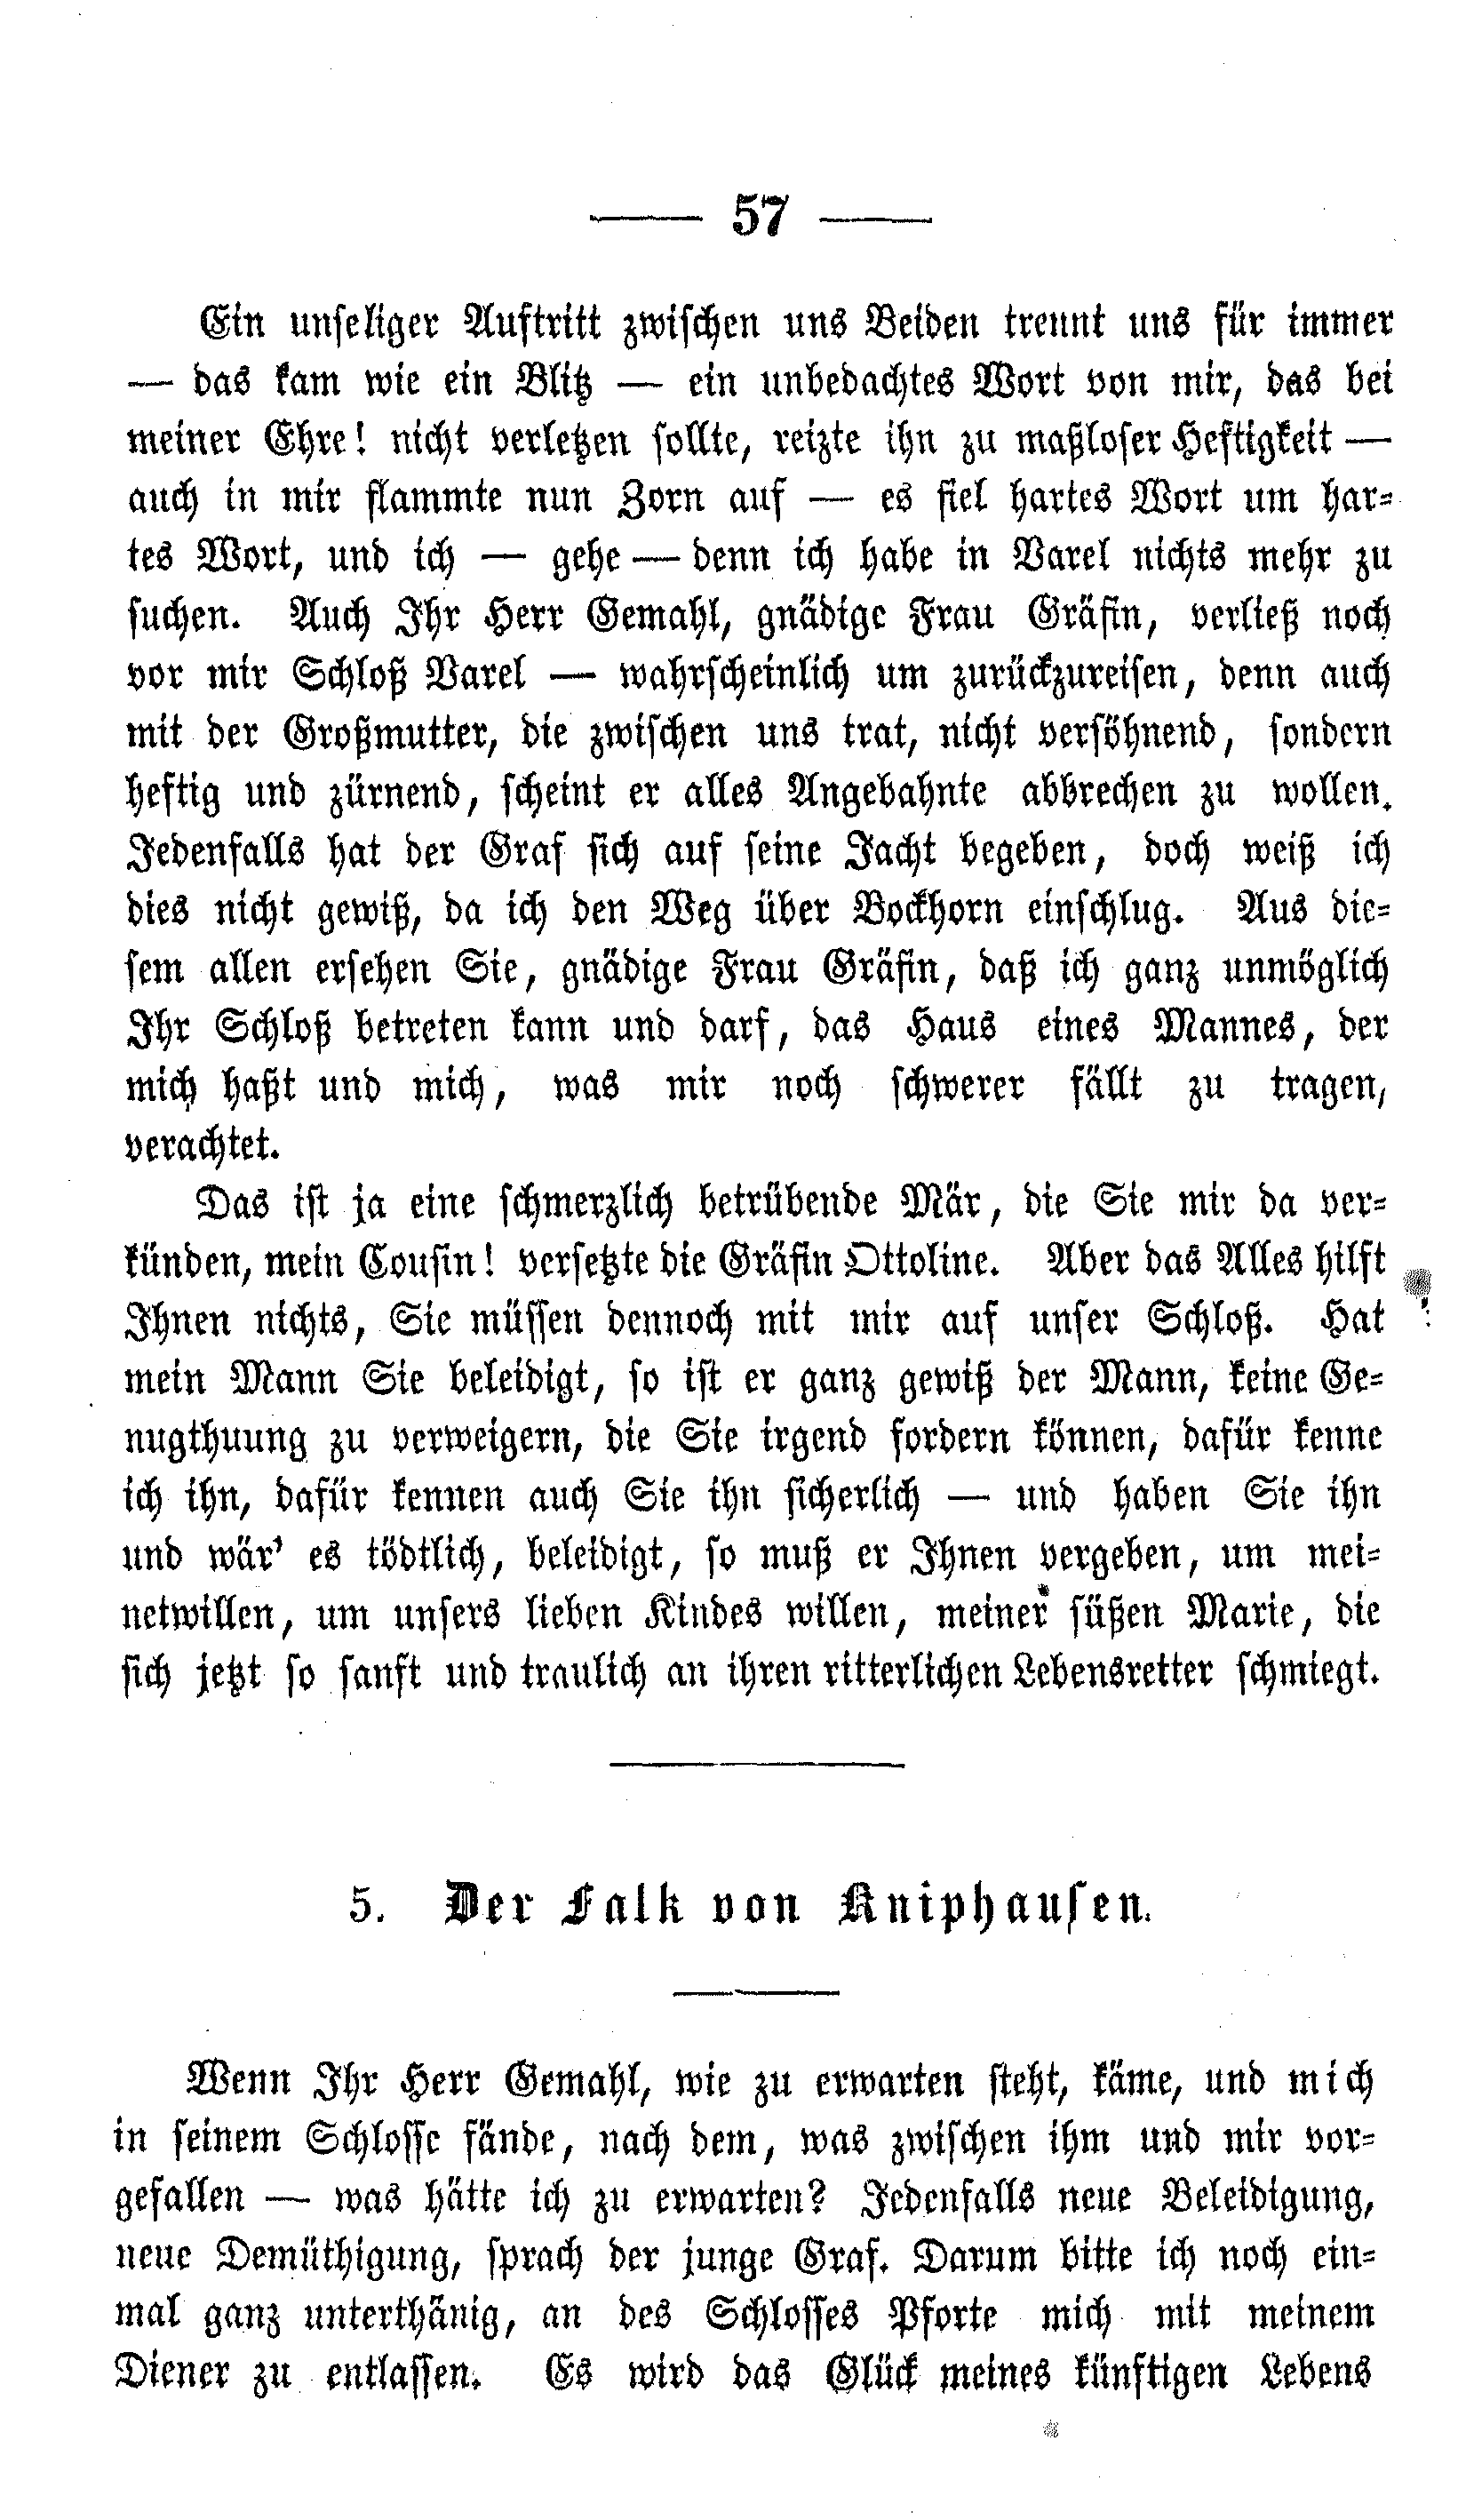 — 57 —
Ein unseliger Auftritt zwischen uns Beiden trennt uns für immer
— das kam wie ein Blitz — ein unbedachtes Wort von mir, das bei
meiner Ehre! nicht verletzen sollte, reizte ihn zu maßloser Heftigkeit —
auch in mir flammte nun Zorn auf — es fiel hartes Wort um har-
tes Wort, und ich — gehe — denn ich habe in Varel nichts mehr zu
suchen. Auch Ihr Herr Gemahl, gnädige Frau Gräfin, verließ noch
vor mir Schloß Varel — wahrscheinlich um zurückzureisen, denn auch
mit der Großmutter, die zwischen uns trat, nicht versöhnend, sondern
heftig und zürnend, scheint er alles Angebahnte abbrechen zu wollen.
Jedenfalls hat der Graf sich auf seine Jacht begeben, doch weiß ich
dies nicht gewiß, da ich den Weg über Bockhorn einschlug. Aus die-
sem allen ersehen Sie, gnädige Frau Gräfin, daß ich ganz unmöglich
Ihr Schloß betreten kann und darf, das Haus eines Mannes, der
mich haßt und mich, was mir noch schwerer fällt zu tragen,
verachtet.
Das ist ja eine schmerzlich betrübende Mär, die Sie mir da ver-
künden, mein Cousin! versetzte die Gräfin Ottoline. Aber das Alles hilft
Ihnen nichts, Sie müssen dennoch mit mir auf unser Schloß. Hat
mein Mann Sie beleidigt, so ist er ganz gewiß der Mann, keine Ge-
nugthuung zu verweigern, die Sie irgend fordern können, dafür kenne
ich ihn, dafür kennen auch Sie ihn sicherlich — und haben Sie ihn
und wär' es tödtlich, beleidigt, so muß er Ihnen vergeben, um mei-
netwillen, um unsers lieben Kindes willen, meiner süßen Marie, die
sich jetzt so sanft und traulich an ihren ritterlichen Lebensretter schmiegt.
5. Der Falk von Kniphausen.
Wenn Ihr Herr Gemahl, wie zu erwarten steht, käme, und mich
in seinem Schlosse fände, nach dem, was zwischen ihm und mir vor-
gefallen — was hätte ich zu erwarten? Jedenfalls neue Beleidigung,
neue Demüthigung, sprach der junge Graf. Darum bitte ich noch ein-
mal ganz unterthänig, an des Schlosses Pforte mich mit meinem
Diener zu entlassen. Es wird das Glück meines künftigen Lebens